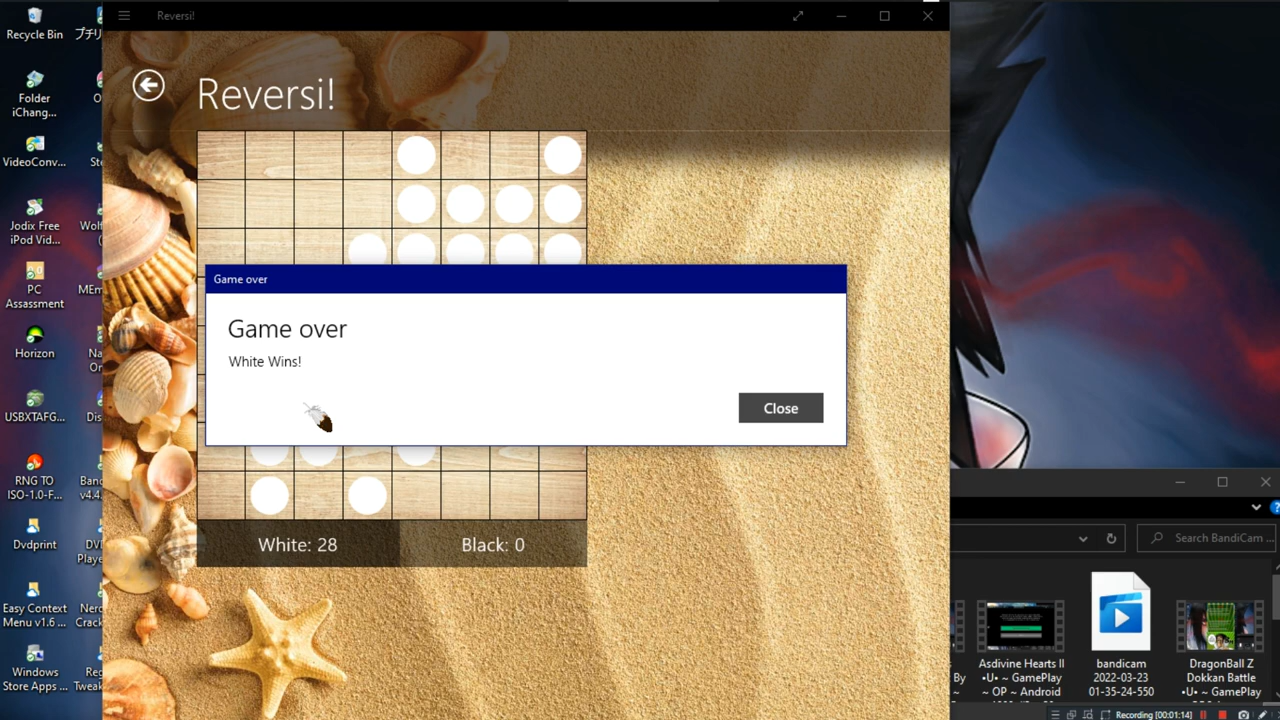 Reversi!
Recycle Bin
Folder
iChang...
VideoConv...
Jodix Free
iPod Vid...
PC
Assassment
Horizon
USBXTAFG...
RNG TO
ISO-1.0-F...
Dvdprint
Easy Context
Menu v1.6 ...
Windows
Store Apps ...
Reversi!
Game over
Game over
White Wins!
Close
White: 28
Black: 0
Search BandiCam ...
Asdivine Hearts II
•U• ~ GamePlay
~ OP ~ Android
bandicam
2022-03-23
01-35-24-550
DragonBall Z
Dokkan Battle
•U• ~ GamePlay
Recording [00:01:14]